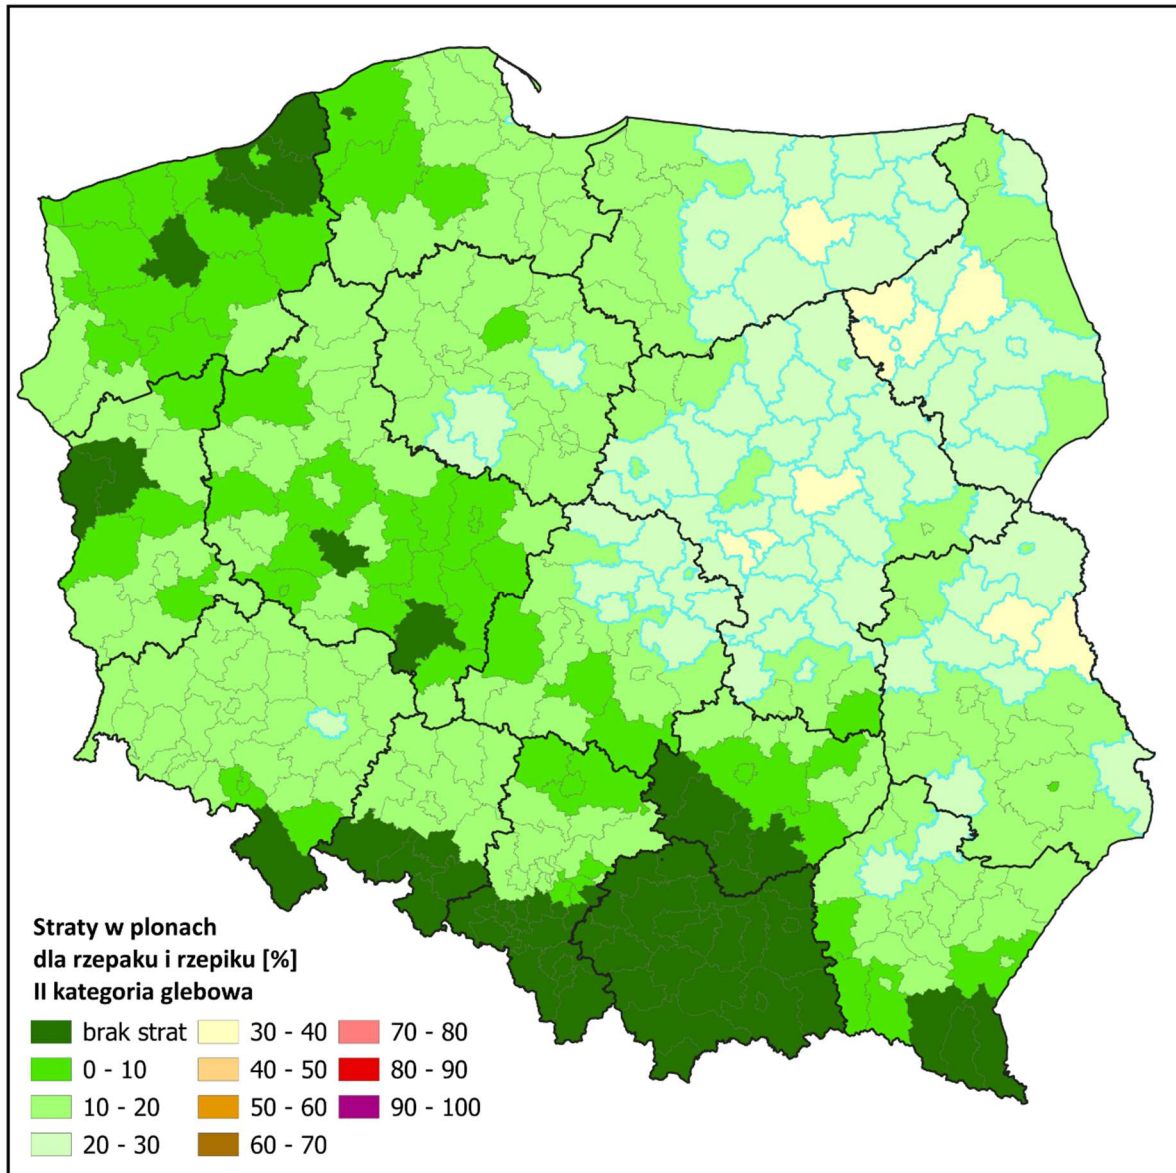 Straty w plonach
dla rzepaku i rzepiku [%]
II kategoria glebowa
brak strat
0 - 10
10 - 20
20 - 30
30 - 40
40 - 50
50 - 60
60 - 70
70 - 80
80 - 90
90 - 100